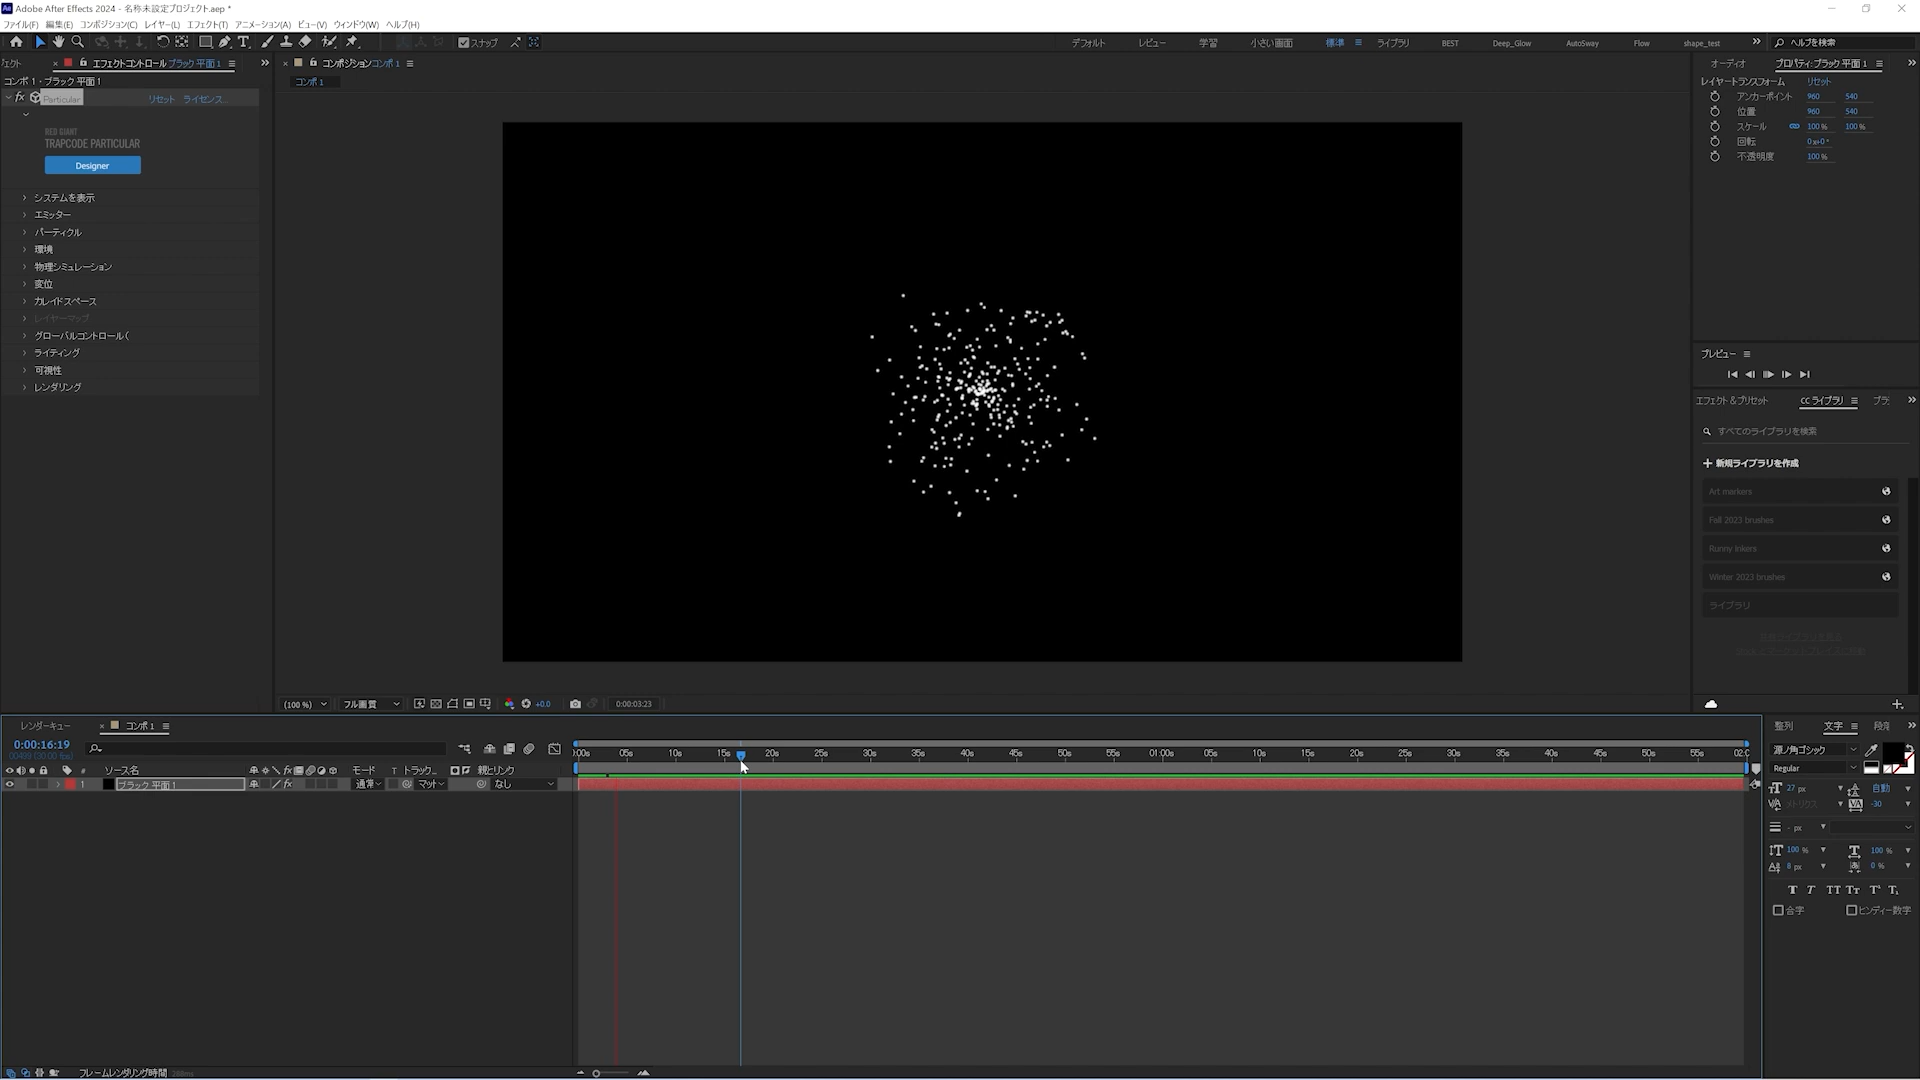 Adobe After Effects 2024 - 名称未設定プロジェクト.aep *
ファイル(F) 編集(E) コンポジション(C) レイヤー(L) エフェクト(T) アニメーション(A) ビュー(V) ウィンドウ(W) ヘルプ(H)
スナップ
デフォルト レビュー 学習 小さい画面 標準 ライブラリ BEST Deep_Glow AutoSway Flow shape_test ヘルプを検索
エフェクトコントロール ブラック 平面 1
コンポジション コンポ 1
オーディオ プロパティ: ブラック 平面 1
コンポ 1・ブラック 平面 1
コンポ 1
fx Particular リセット ライセンス...
RED GIANT
TRAPCODE PARTICULAR
Designer
システムを表示
エミッター
パーティクル
環境
物理シミュレーション
変位
カレイドスペース
レイヤーマップ
グローバルコントロール (
ライティング
可視性
レンダリング
レイヤートランスフォーム リセット
アンカーポイント 960 540
位置 960 540
スケール 100 % 100 %
回転 0 x+0 °
不透明度 100 %
プレビュー
エフェクト＆プリセット CC ライブラリ ブラ
すべてのライブラリを検索
新規ライブラリを作成
Art markers
Fall 2023 brushes
Runny inkers
Winter 2023 brushes
ライブラリ
(100 %) フル画質 +0.0 0:00:03:23
レンダーキュー コンポ 1
0:00:16:19
00499 (30.00 fps)
:00s 05s 10s 15s 20s 25s 30s 35s 40s 45s 50s 55s 01:00s 05s 10s 15s 20s 25s 30s 35s 40s 45s 50s 55s 02:0
# ソース名 fx モード T トラック... 親とリンク
1 ブラック 平面 1 fx 通常 マット なし
整列 文字 段落
源ノ角ゴシック
Regular
27 px 自動
メトリクス -30
- px
100 % 100 %
8 px 0 %
合字 ヒンディー数字
フレームレンダリング時間 288ms